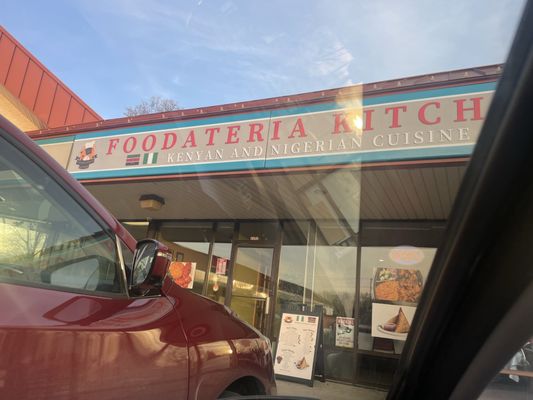 FOODATERIA KITCH
KENYAN AND NIGERIAN CUISINE